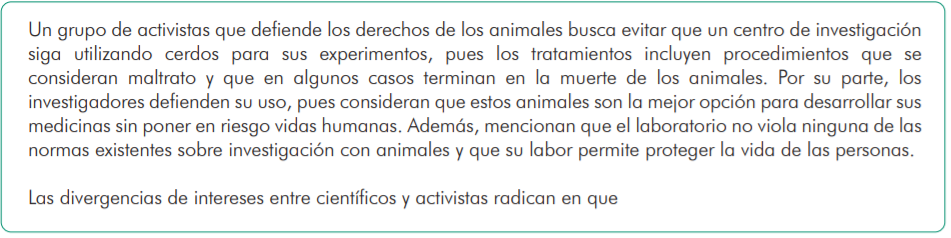 Un grupo de activistas que defiende los derechos de los animales busca evitar que un centro de investigación
siga utilizando cerdos para sus experimentos, pues los tratamientos incluyen procedimientos que se
consideran maltrato y que en algunos casos terminan en la muerte de los animales. Por su parte, los
investigadores defienden su uso, pues consideran que estos animales son la mejor opción para desarrollar sus
medicinas sin poner en riesgo vidas humanas. Además, mencionan que el laboratorio no viola ninguna de las
normas existentes sobre investigación con animales y que su labor permite proteger la vida de las personas.
Las divergencias de intereses entre científicos y activistas radican en que